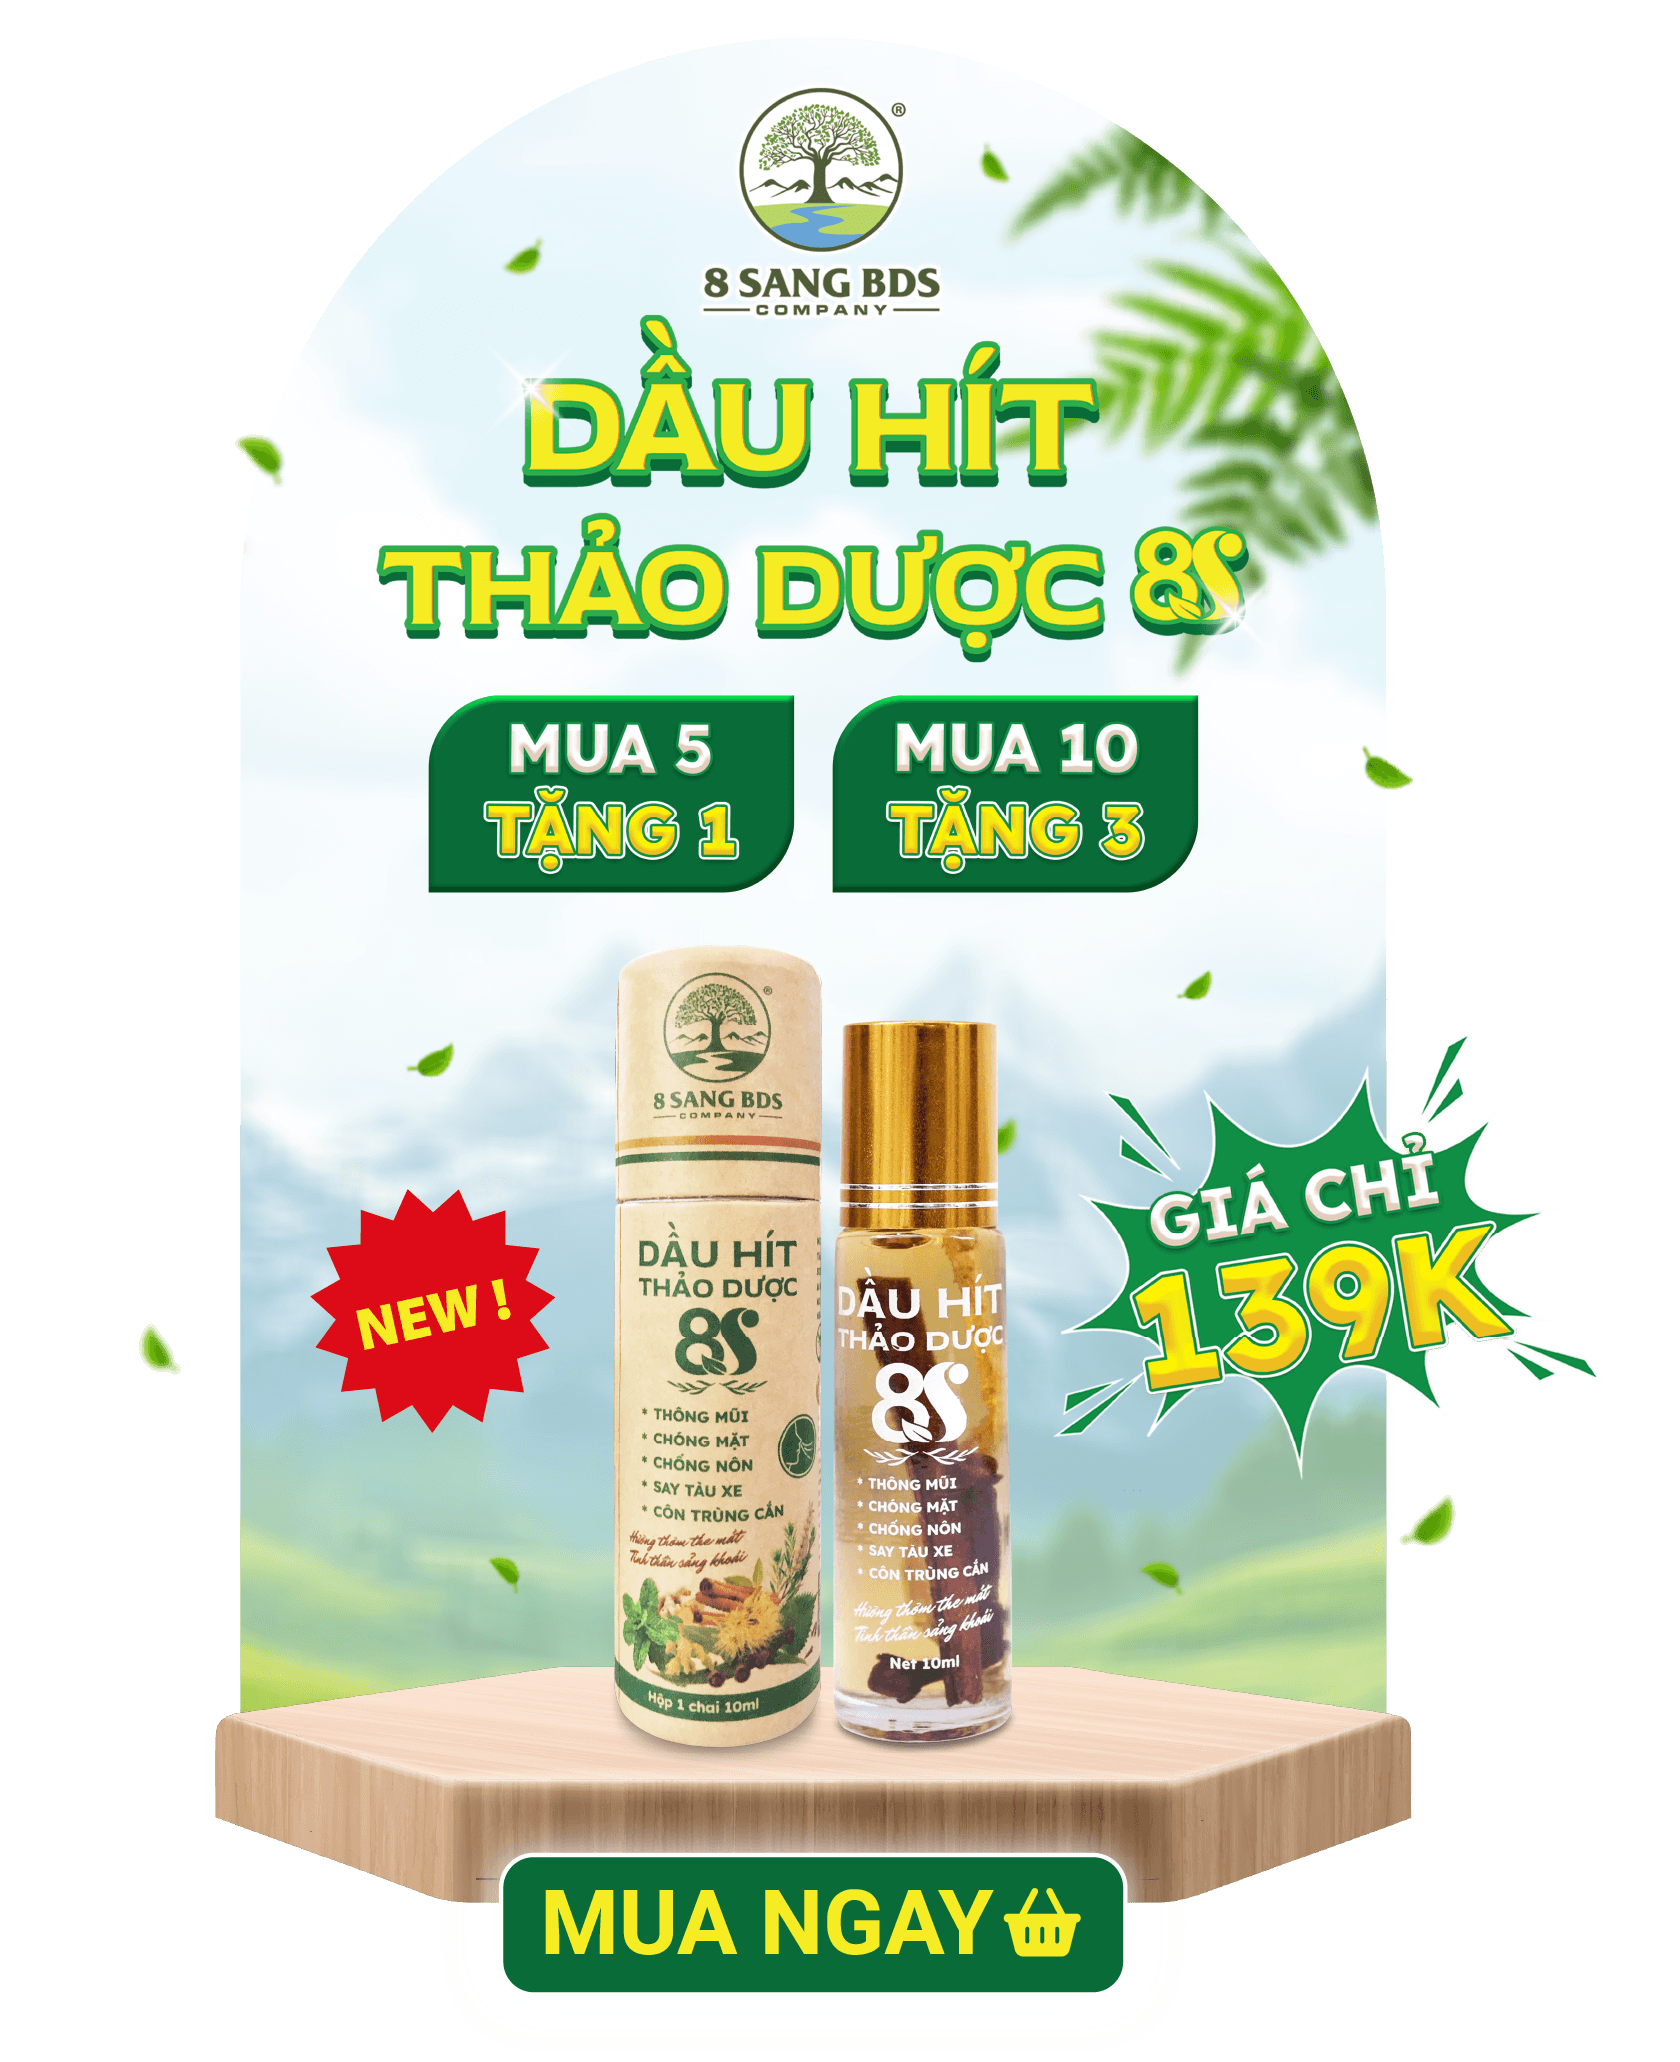 ®
8 SANG BDS
COMPANY
DẦU HÍT
THẢO DƯỢC 8S
MUA 5
TẶNG 1
MUA 10
TẶNG 3
®
8 SANG BDS
COMPANY
DẦU HÍT
THẢO DƯỢC
8S
* THÔNG MŨI
* CHÓNG MẶT
* CHỐNG NÔN
* SAY TÀU XE
* CÔN TRÙNG CẮN
Hương thơm the mát
Tinh thần sảng khoái
Hộp 1 chai 10ml
DẦU HÍT
THẢO DƯỢC
8S
* THÔNG MŨI
* CHÓNG MẶT
* CHỐNG NÔN
* SAY TÀU XE
* CÔN TRÙNG CẮN
Hương thơm the mát
Tinh thần sảng khoái
Net 10ml
NEW !
GIÁ CHỈ
139K
MUA NGAY